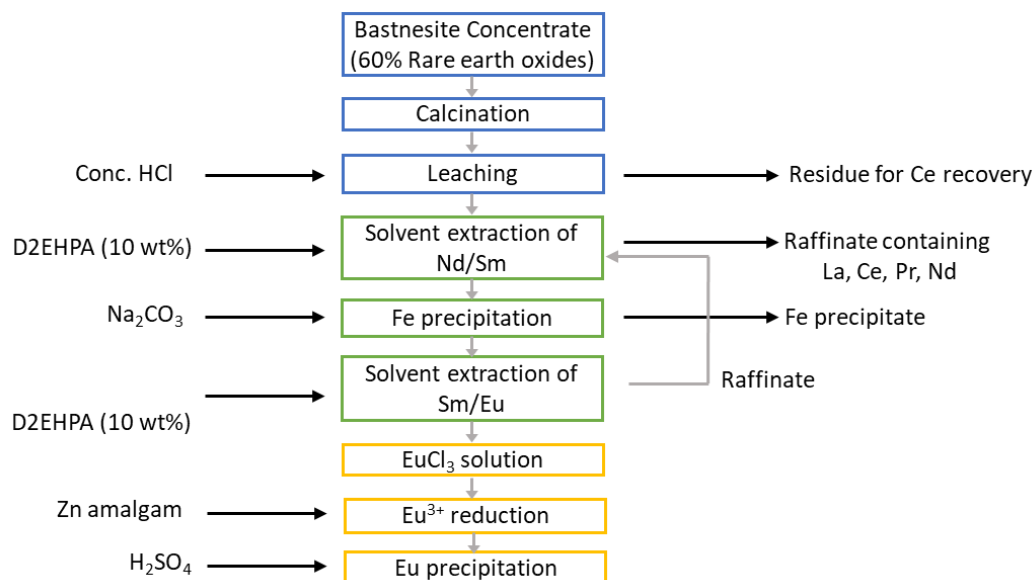 Bastnesite Concentrate
(60% Rare earth oxides)
Calcination
Conc. HCl
Leaching
Residue for Ce recovery
D2EHPA (10 wt%)
Solvent extraction of
Nd/Sm
Raffinate containing
La, Ce, Pr, Nd
Na₂CO₃
Fe precipitation
Fe precipitate
Solvent extraction of
Sm/Eu
Raffinate
D2EHPA (10 wt%)
EuCl₃ solution
Zn amalgam
Eu³⁺ reduction
H₂SO₄
Eu precipitation